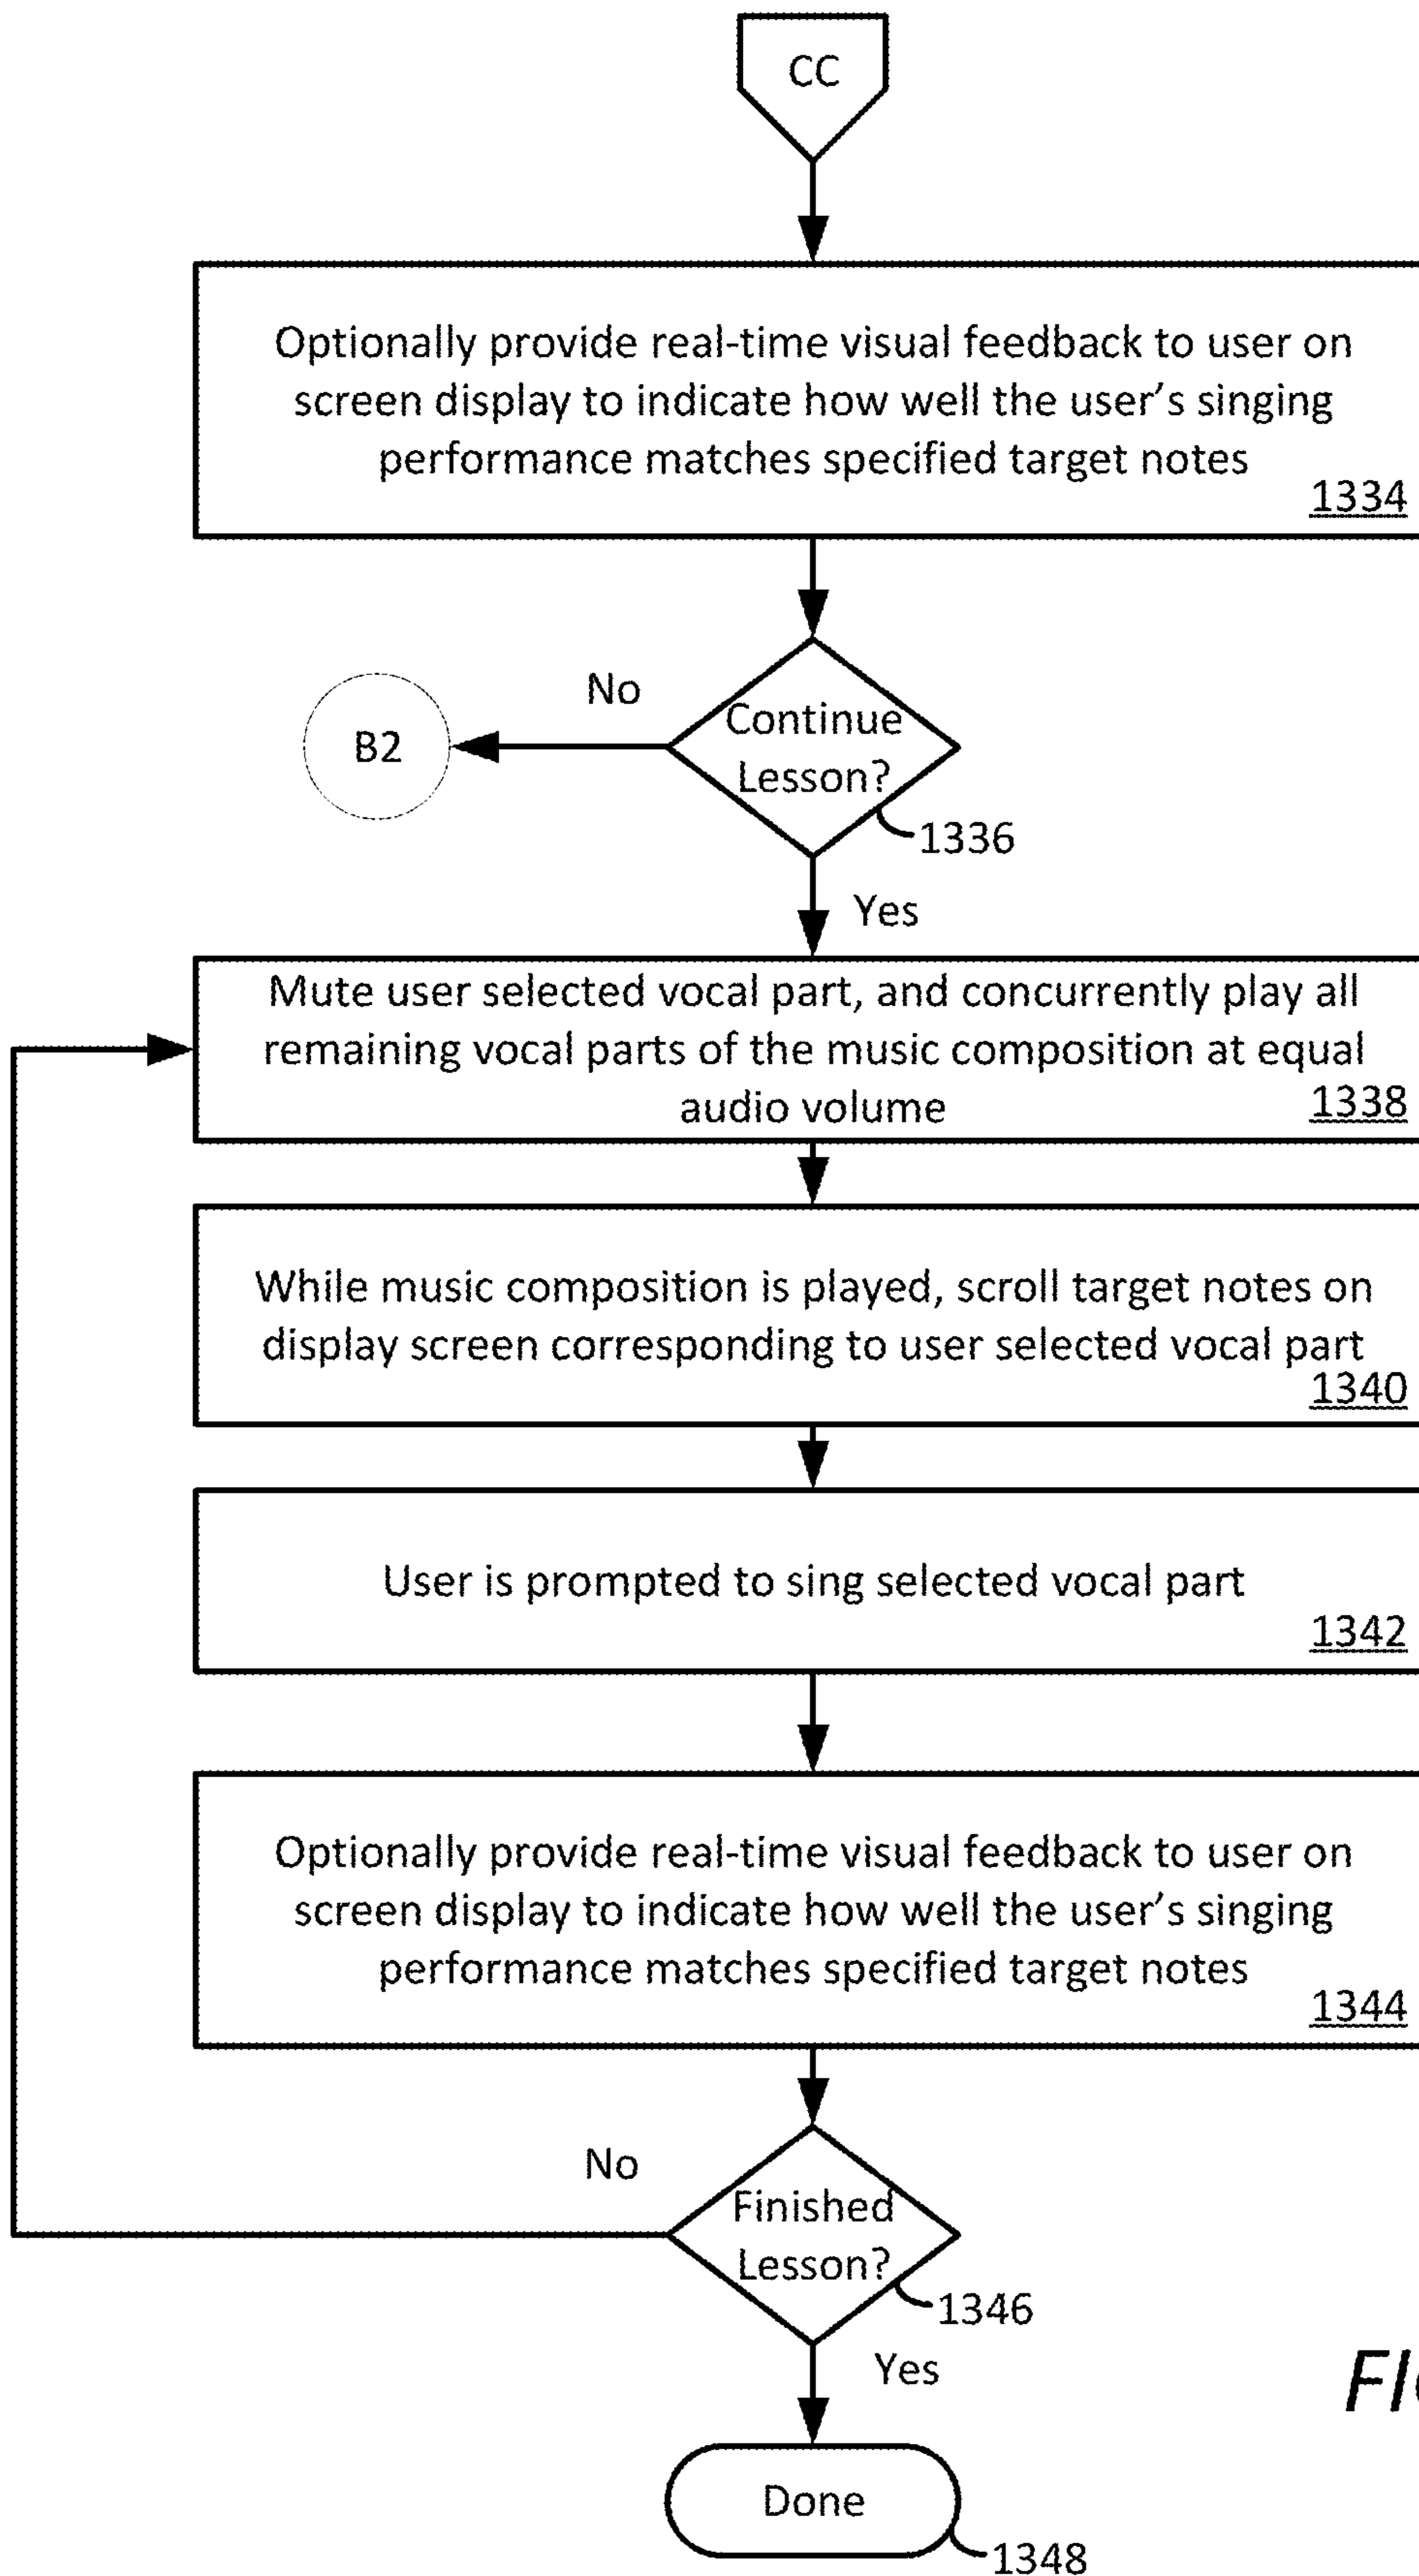 CC
Optionally provide real-time visual feedback to user on
screen display to indicate how well the user's singing
performance matches specified target notes
1334
No
Continue
Lesson?
B2
1336
Yes
Mute user selected vocal part, and concurrently play all
remaining vocal parts of the music composition at equal
audio volume
1338
While music composition is played, scroll target notes on
display screen corresponding to user selected vocal part
1340
User is prompted to sing selected vocal part
1342
Optionally provide real-time visual feedback to user on
screen display to indicate how well the user's singing
performance matches specified target notes
1344
No
Finished
Lesson?
1346
Yes
Done
1348